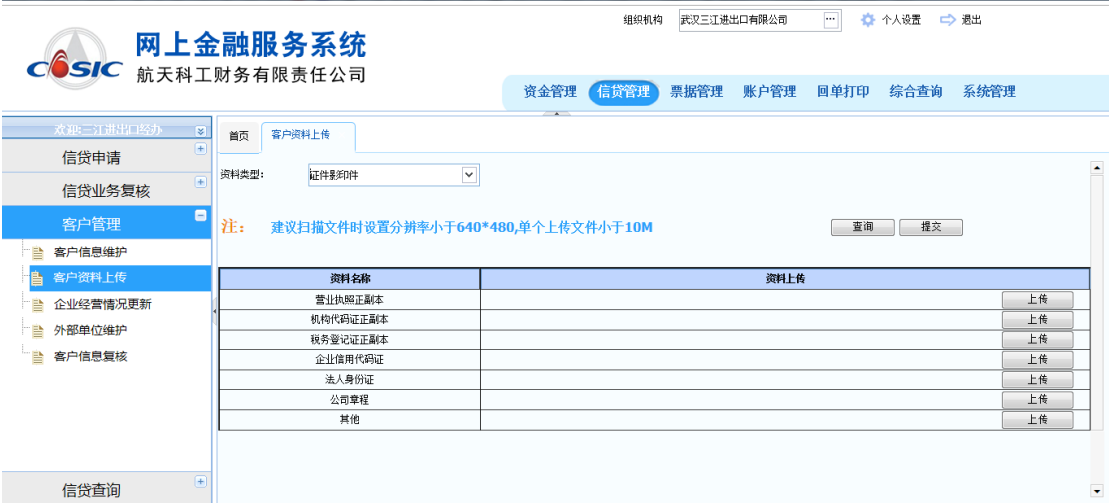 组织机构 武汉三江进出口有限公司 ... 个人设置 退出
CASIC
网上金融服务系统
航天科工财务有限责任公司
资金管理 信贷管理 票据管理 账户管理 回单打印 综合查询 系统管理
欢迎:三江进出口经办
信贷申请
信贷业务复核
客户管理
客户信息维护
客户资料上传
企业经营情况更新
外部单位维护
客户信息复核
信贷查询
首页 客户资料上传
资料类型: 证件影印件
注: 建议扫描文件时设置分辨率小于640*480,单个上传文件小于10M 查询 提交
资料名称 资料上传
营业执照正副本 上传
机构代码证正副本 上传
税务登记证正副本 上传
企业信用代码证 上传
法人身份证 上传
公司章程 上传
其他 上传